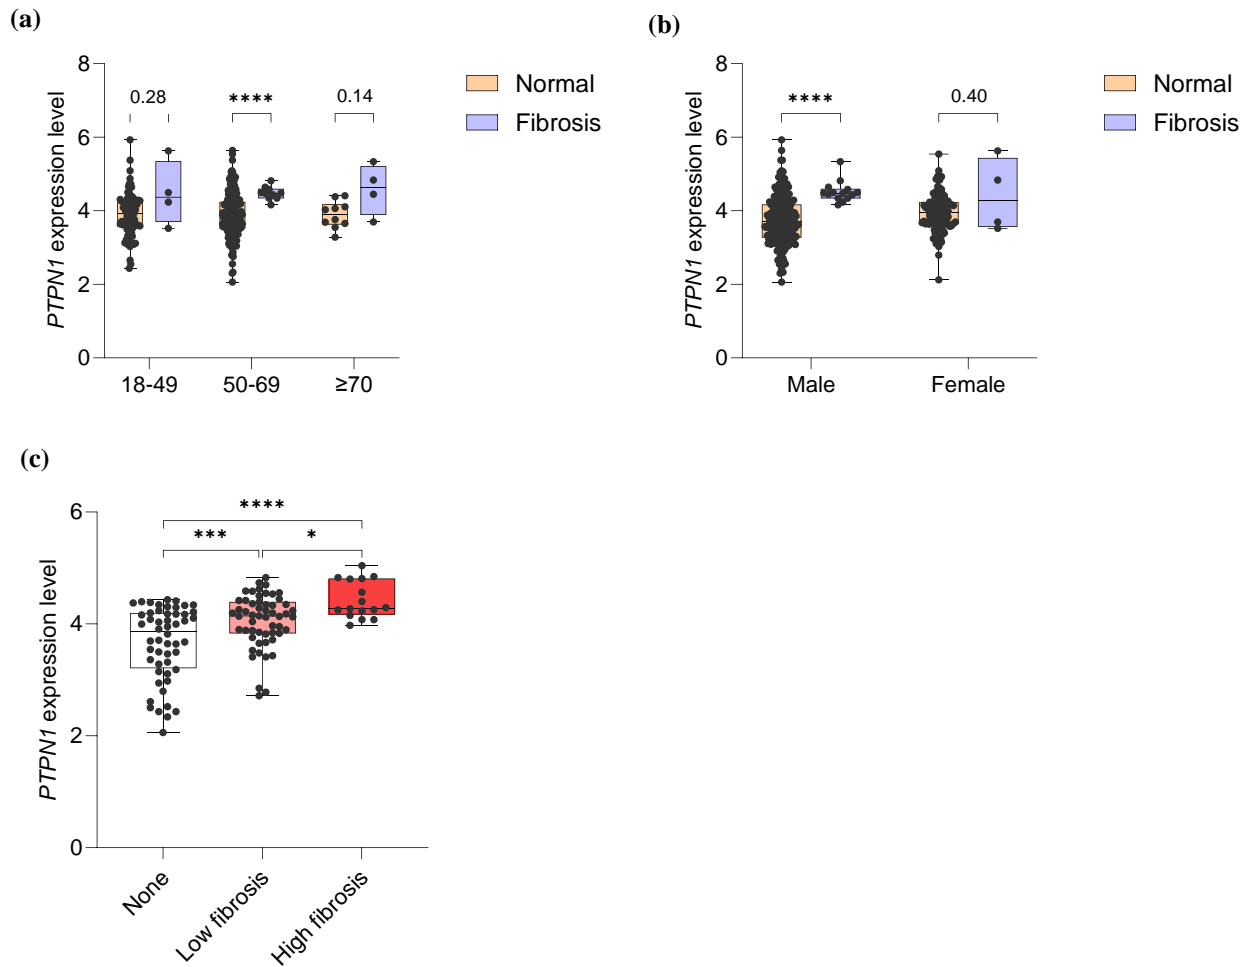 (a)
8
6
4
2
0
PTPN1 expression level
0.28
****
0.14
18-49
50-69
≥70
Normal
Fibrosis
(b)
8
6
4
2
0
PTPN1 expression level
****
0.40
Male
Female
Normal
Fibrosis
(c)
6
4
2
0
PTPN1 expression level
****
***
*
None
Low fibrosis
High fibrosis